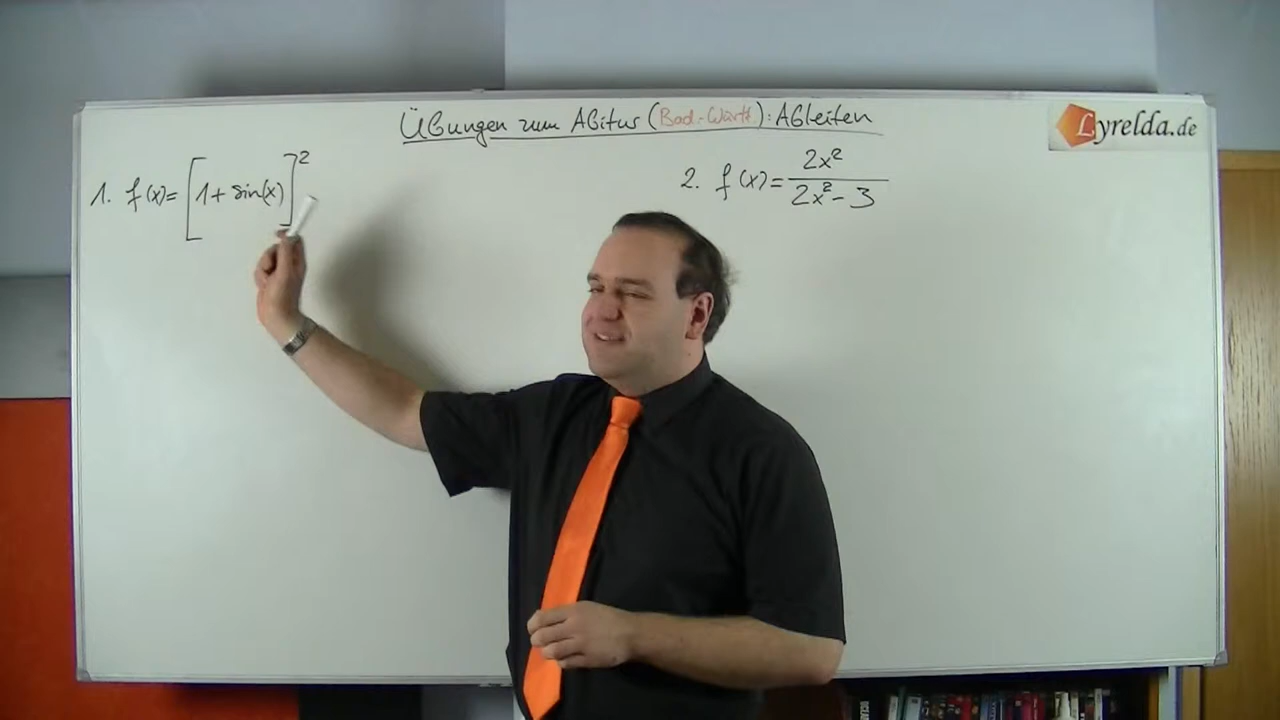 Übungen zum Abitur (Bad.-Württ): Ableiten
Lyrelda.de
1. f(x)= [1+ sin(x)]²
2. f(x)= 2x² / 2x²-3